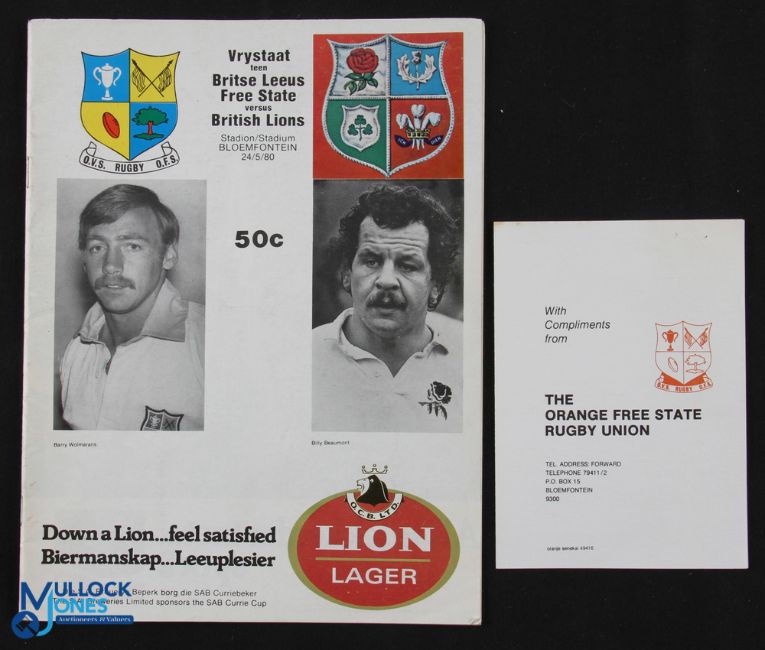 Vrystaat
teen
Britse Leeus
Free State
versus
British Lions
Stadion/Stadium
BLOEMFONTEIN
24/5/80
O.V.S. RUGBY O.F.S.
50c
Barry Wolmarans
Billy Beaumont
Down a Lion...feel satisfied
Biermanskap...Leeuplesier
O.C.B. LTD.
LION
LAGER
Beperk borg die SAB Curriebeker
Breweries Limited sponsors the SAB Currie Cup
MULLOCK
JONES
Auctioneers & Valuers
With
Compliments
from
O.V.S. RUGBY O.F.S.
THE
ORANGE FREE STATE
RUGBY UNION
TEL. ADDRESS: FORWARD
TELEPHONE 79411/2
P.O. BOX 15
BLOEMFONTEIN
9300